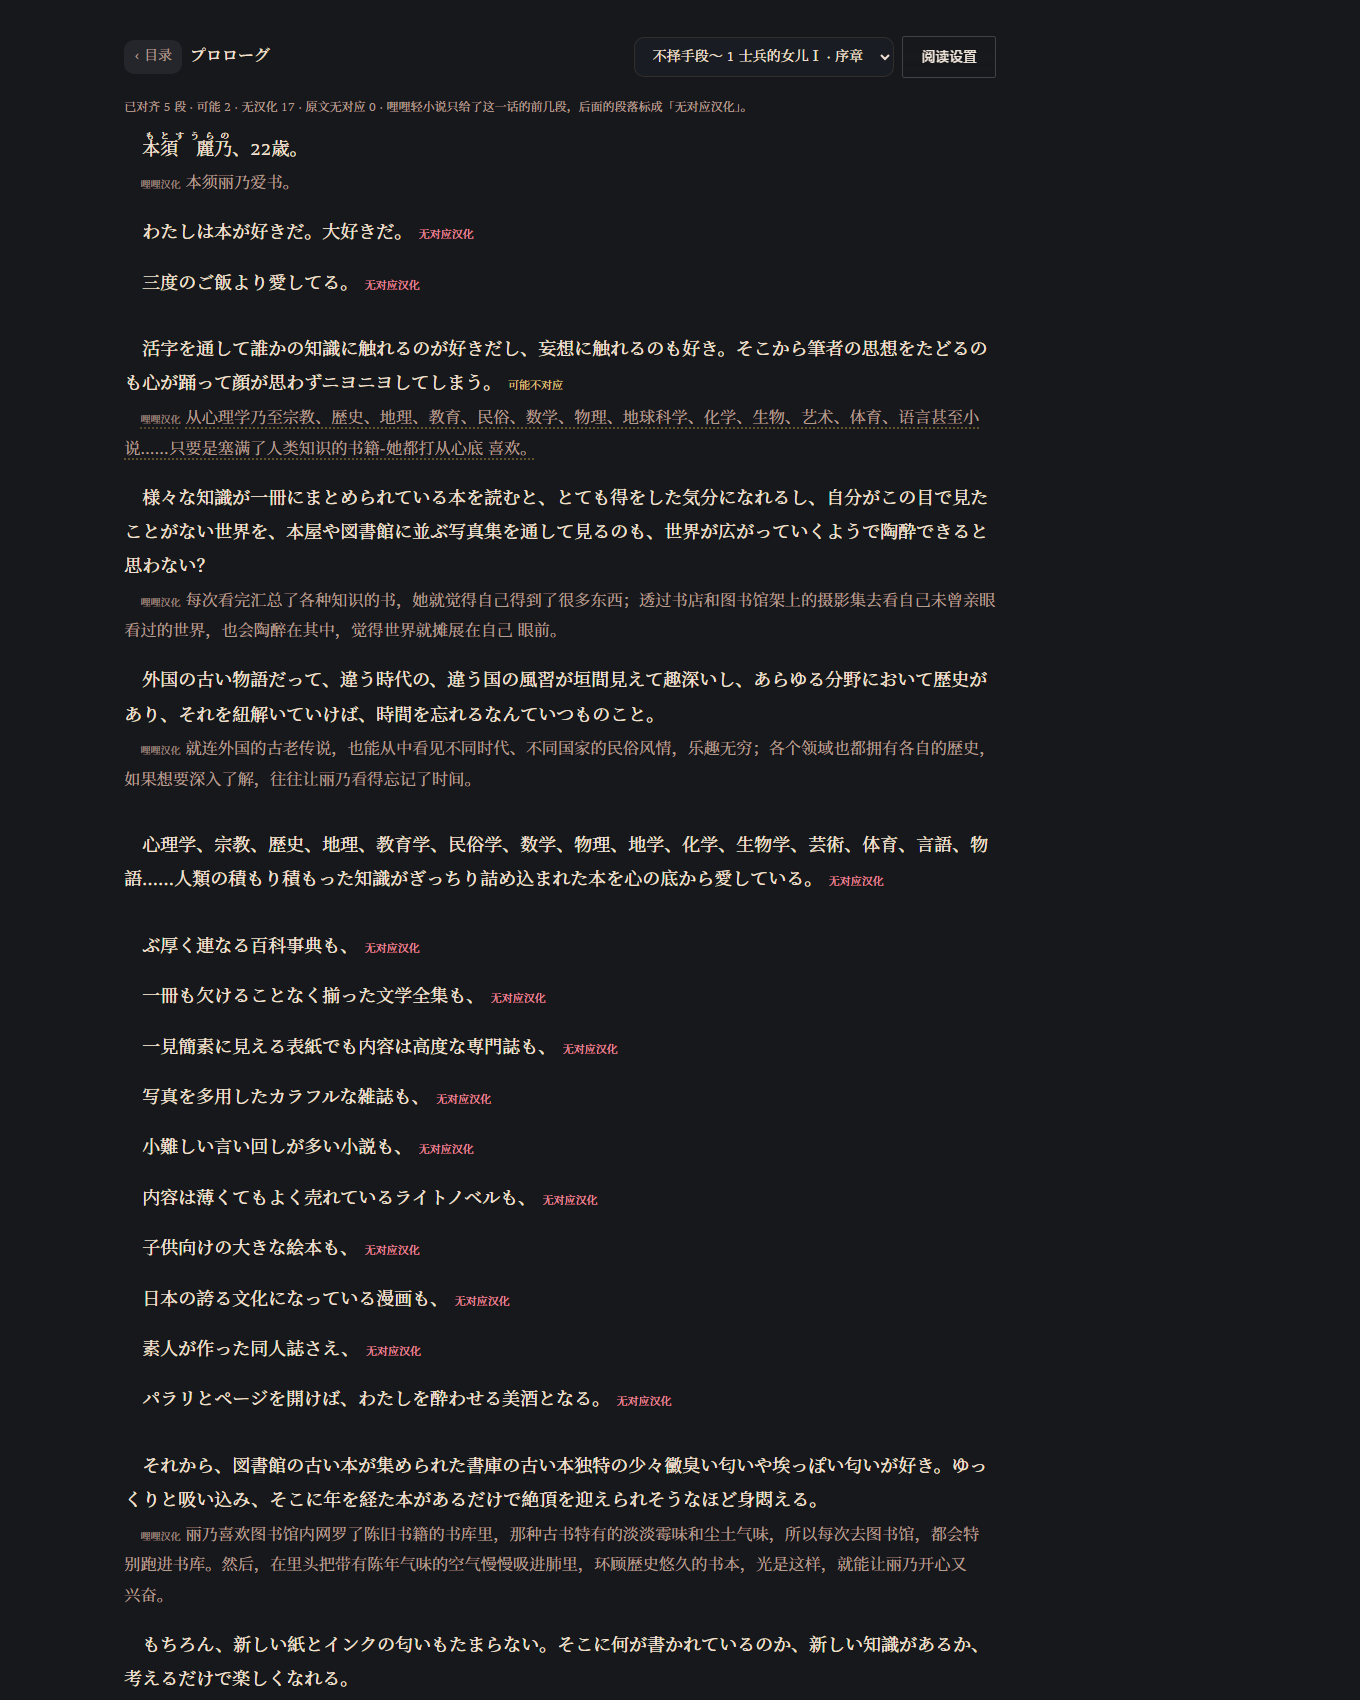 ‹ 目录 プロローグ 不择手段～ 1 士兵的女儿Ⅰ · 序章 阅读设置
已对齐 5 段 · 可能 2 · 无汉化 17 · 原文无对应 0 · 哩哩轻小说只给了这一话的前几段，后面的段落标成「无对应汉化」。
もとすうらの
本須　麗乃、22歳。
哩哩汉化 本须丽乃爱书。
わたしは本が好きだ。大好きだ。 无对应汉化
三度のご飯より愛してる。 无对应汉化
活字を通して誰かの知識に触れるのが好きだし、妄想に触れるのも好き。そこから筆者の思想をたどるの
も心が踊って顔が思わずニヨニヨしてしまう。 可能不对应
哩哩汉化 从心理学乃至宗教、歴史、地理、教育、民俗、数学、物理、地球科学、化学、生物、艺术、体育、语言甚至小
说……只要是塞满了人类知识的书籍-她都打从心底 喜欢。
様々な知識が一冊にまとめられている本を読むと、とても得をした気分になれるし、自分がこの目で見た
ことがない世界を、本屋や図書館に並ぶ写真集を通して見るのも、世界が広がっていくようで陶酔できると
思わない？
哩哩汉化 每次看完汇总了各种知识的书，她就觉得自己得到了很多东西；透过书店和图书馆架上的摄影集去看自己未曾亲眼
看过的世界，也会陶醉在其中，觉得世界就摊展在自己 眼前。
外国の古い物語だって、違う時代の、違う国の風習が垣間見えて趣深いし、あらゆる分野において歴史が
あり、それを紐解いていけば、時間を忘れるなんていつものこと。
哩哩汉化 就连外国的古老传说，也能从中看见不同时代、不同国家的民俗风情，乐趣无穷；各个领域也都拥有各自的歴史，
如果想要深入了解，往往让丽乃看得忘记了时间。
心理学、宗教、歴史、地理、教育学、民俗学、数学、物理、地学、化学、生物学、芸術、体育、言語、物
語……人類の積もり積もった知識がぎっちり詰め込まれた本を心の底から愛している。 无对应汉化
ぶ厚く連なる百科事典も、 无对应汉化
一冊も欠けることなく揃った文学全集も、 无对应汉化
一見簡素に見える表紙でも内容は高度な専門誌も、 无对应汉化
写真を多用したカラフルな雑誌も、 无对应汉化
小難しい言い回しが多い小説も、 无对应汉化
内容は薄くてもよく売れているライトノベルも、 无对应汉化
子供向けの大きな絵本も、 无对应汉化
日本の誇る文化になっている漫画も、 无对应汉化
素人が作った同人誌さえ、 无对应汉化
パラリとページを開けば、わたしを酔わせる美酒となる。 无对应汉化
それから、図書館の古い本が集められた書庫の古い本独特の少々黴臭い匂いや埃っぽい匂いが好き。ゆっ
くりと吸い込み、そこに年を経た本があるだけで絶頂を迎えられそうなほど身悶える。
哩哩汉化 丽乃喜欢图书馆内网罗了陈旧书籍的书库里，那种古书特有的淡淡霉味和尘土气味，所以每次去图书馆，都会特
别跑进书库。然后，在里头把带有陈年气味的空气慢慢吸进肺里，环顾歴史悠久的书本，光是这样，就能让丽乃开心又
兴奋。
もちろん、新しい紙とインクの匂いもたまらない。そこに何が書かれているのか、新しい知識があるか、
考えるだけで楽しくなれる。